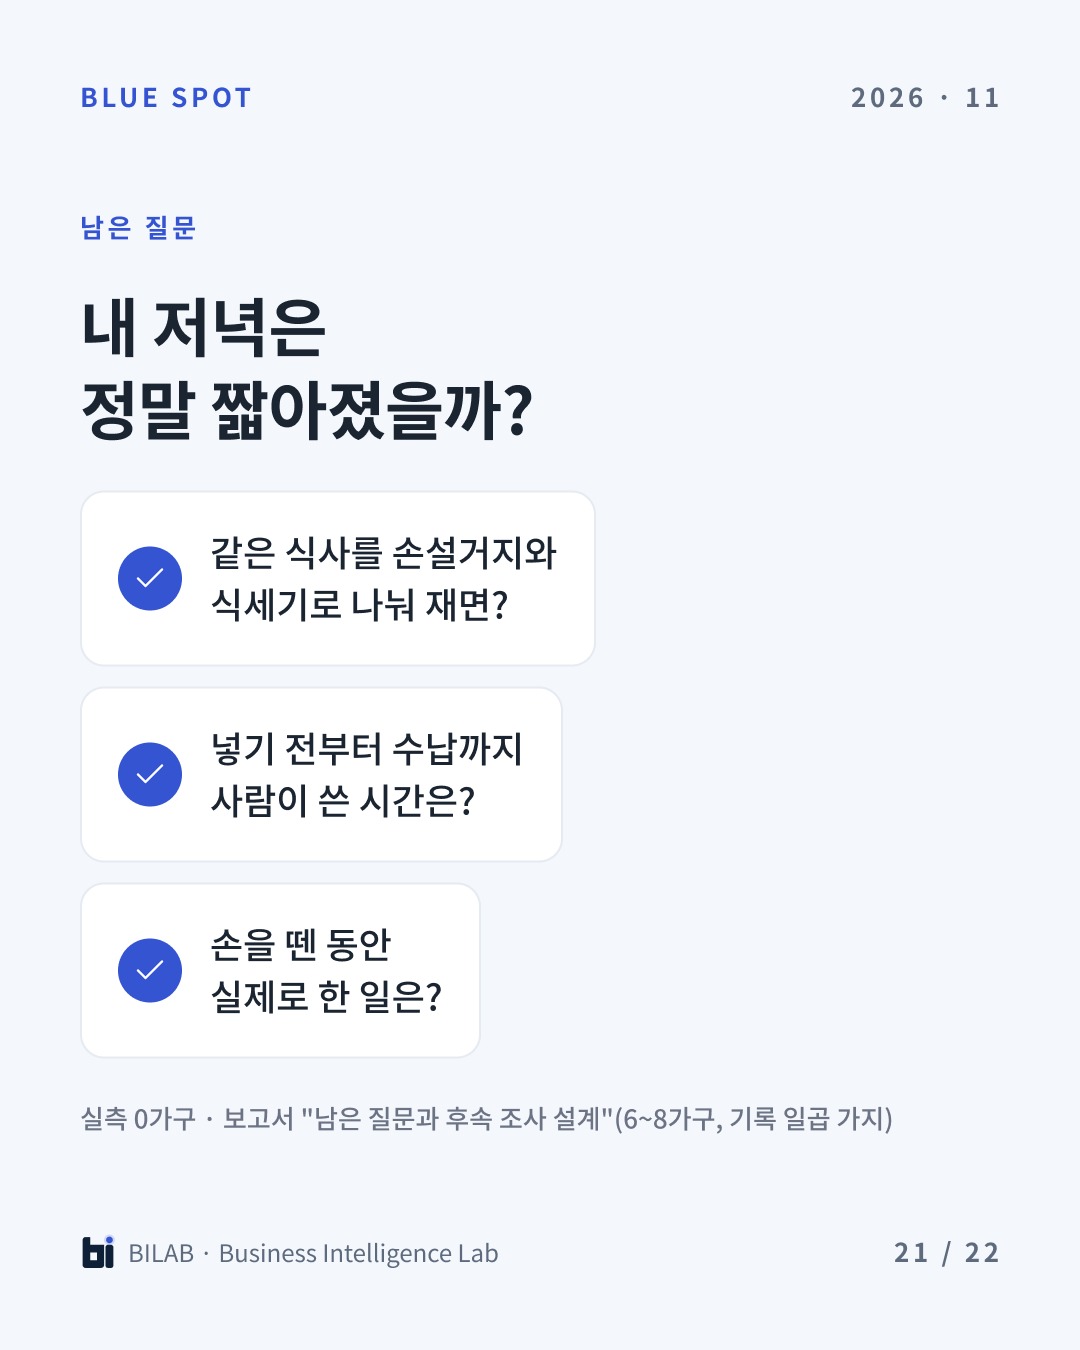 BLUE SPOT
2026 · 11
남은 질문
내 저녁은
정말 짧아졌을까?
같은 식사를 손설거지와
식세기로 나눠 재면?
넣기 전부터 수납까지
사람이 쓴 시간은?
손을 뗀 동안
실제로 한 일은?
실측 0가구 · 보고서 "남은 질문과 후속 조사 설계"(6~8가구, 기록 일곱 가지)
bi BILAB · Business Intelligence Lab
21 / 22